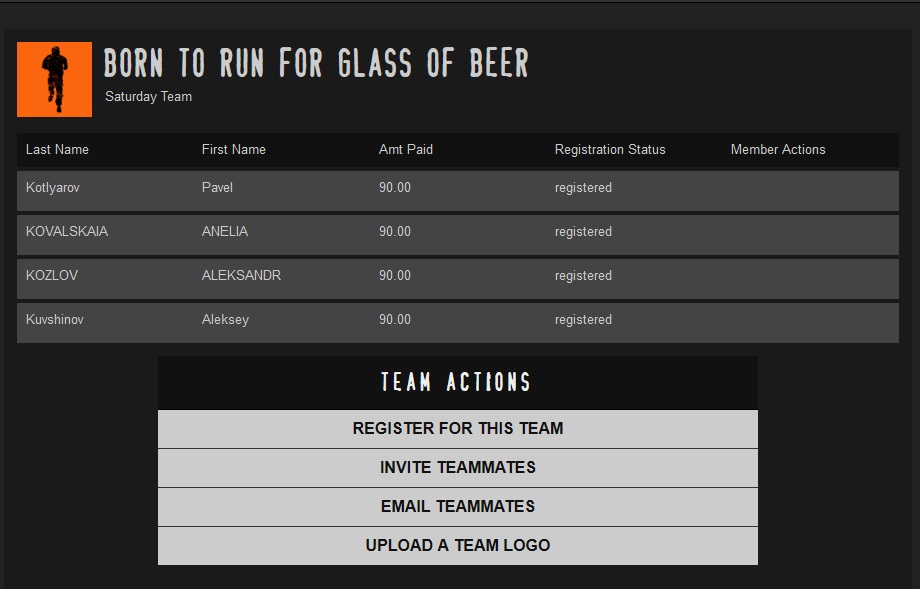 BORN TO RUN FOR GLASS OF BEER
Saturday Team
Last Name First Name Amt Paid Registration Status Member Actions
Kotlyarov Pavel 90.00 registered
KOVALSKAIA ANELIA 90.00 registered
KOZLOV ALEKSANDR 90.00 registered
Kuvshinov Aleksey 90.00 registered
TEAM ACTIONS
REGISTER FOR THIS TEAM
INVITE TEAMMATES
EMAIL TEAMMATES
UPLOAD A TEAM LOGO